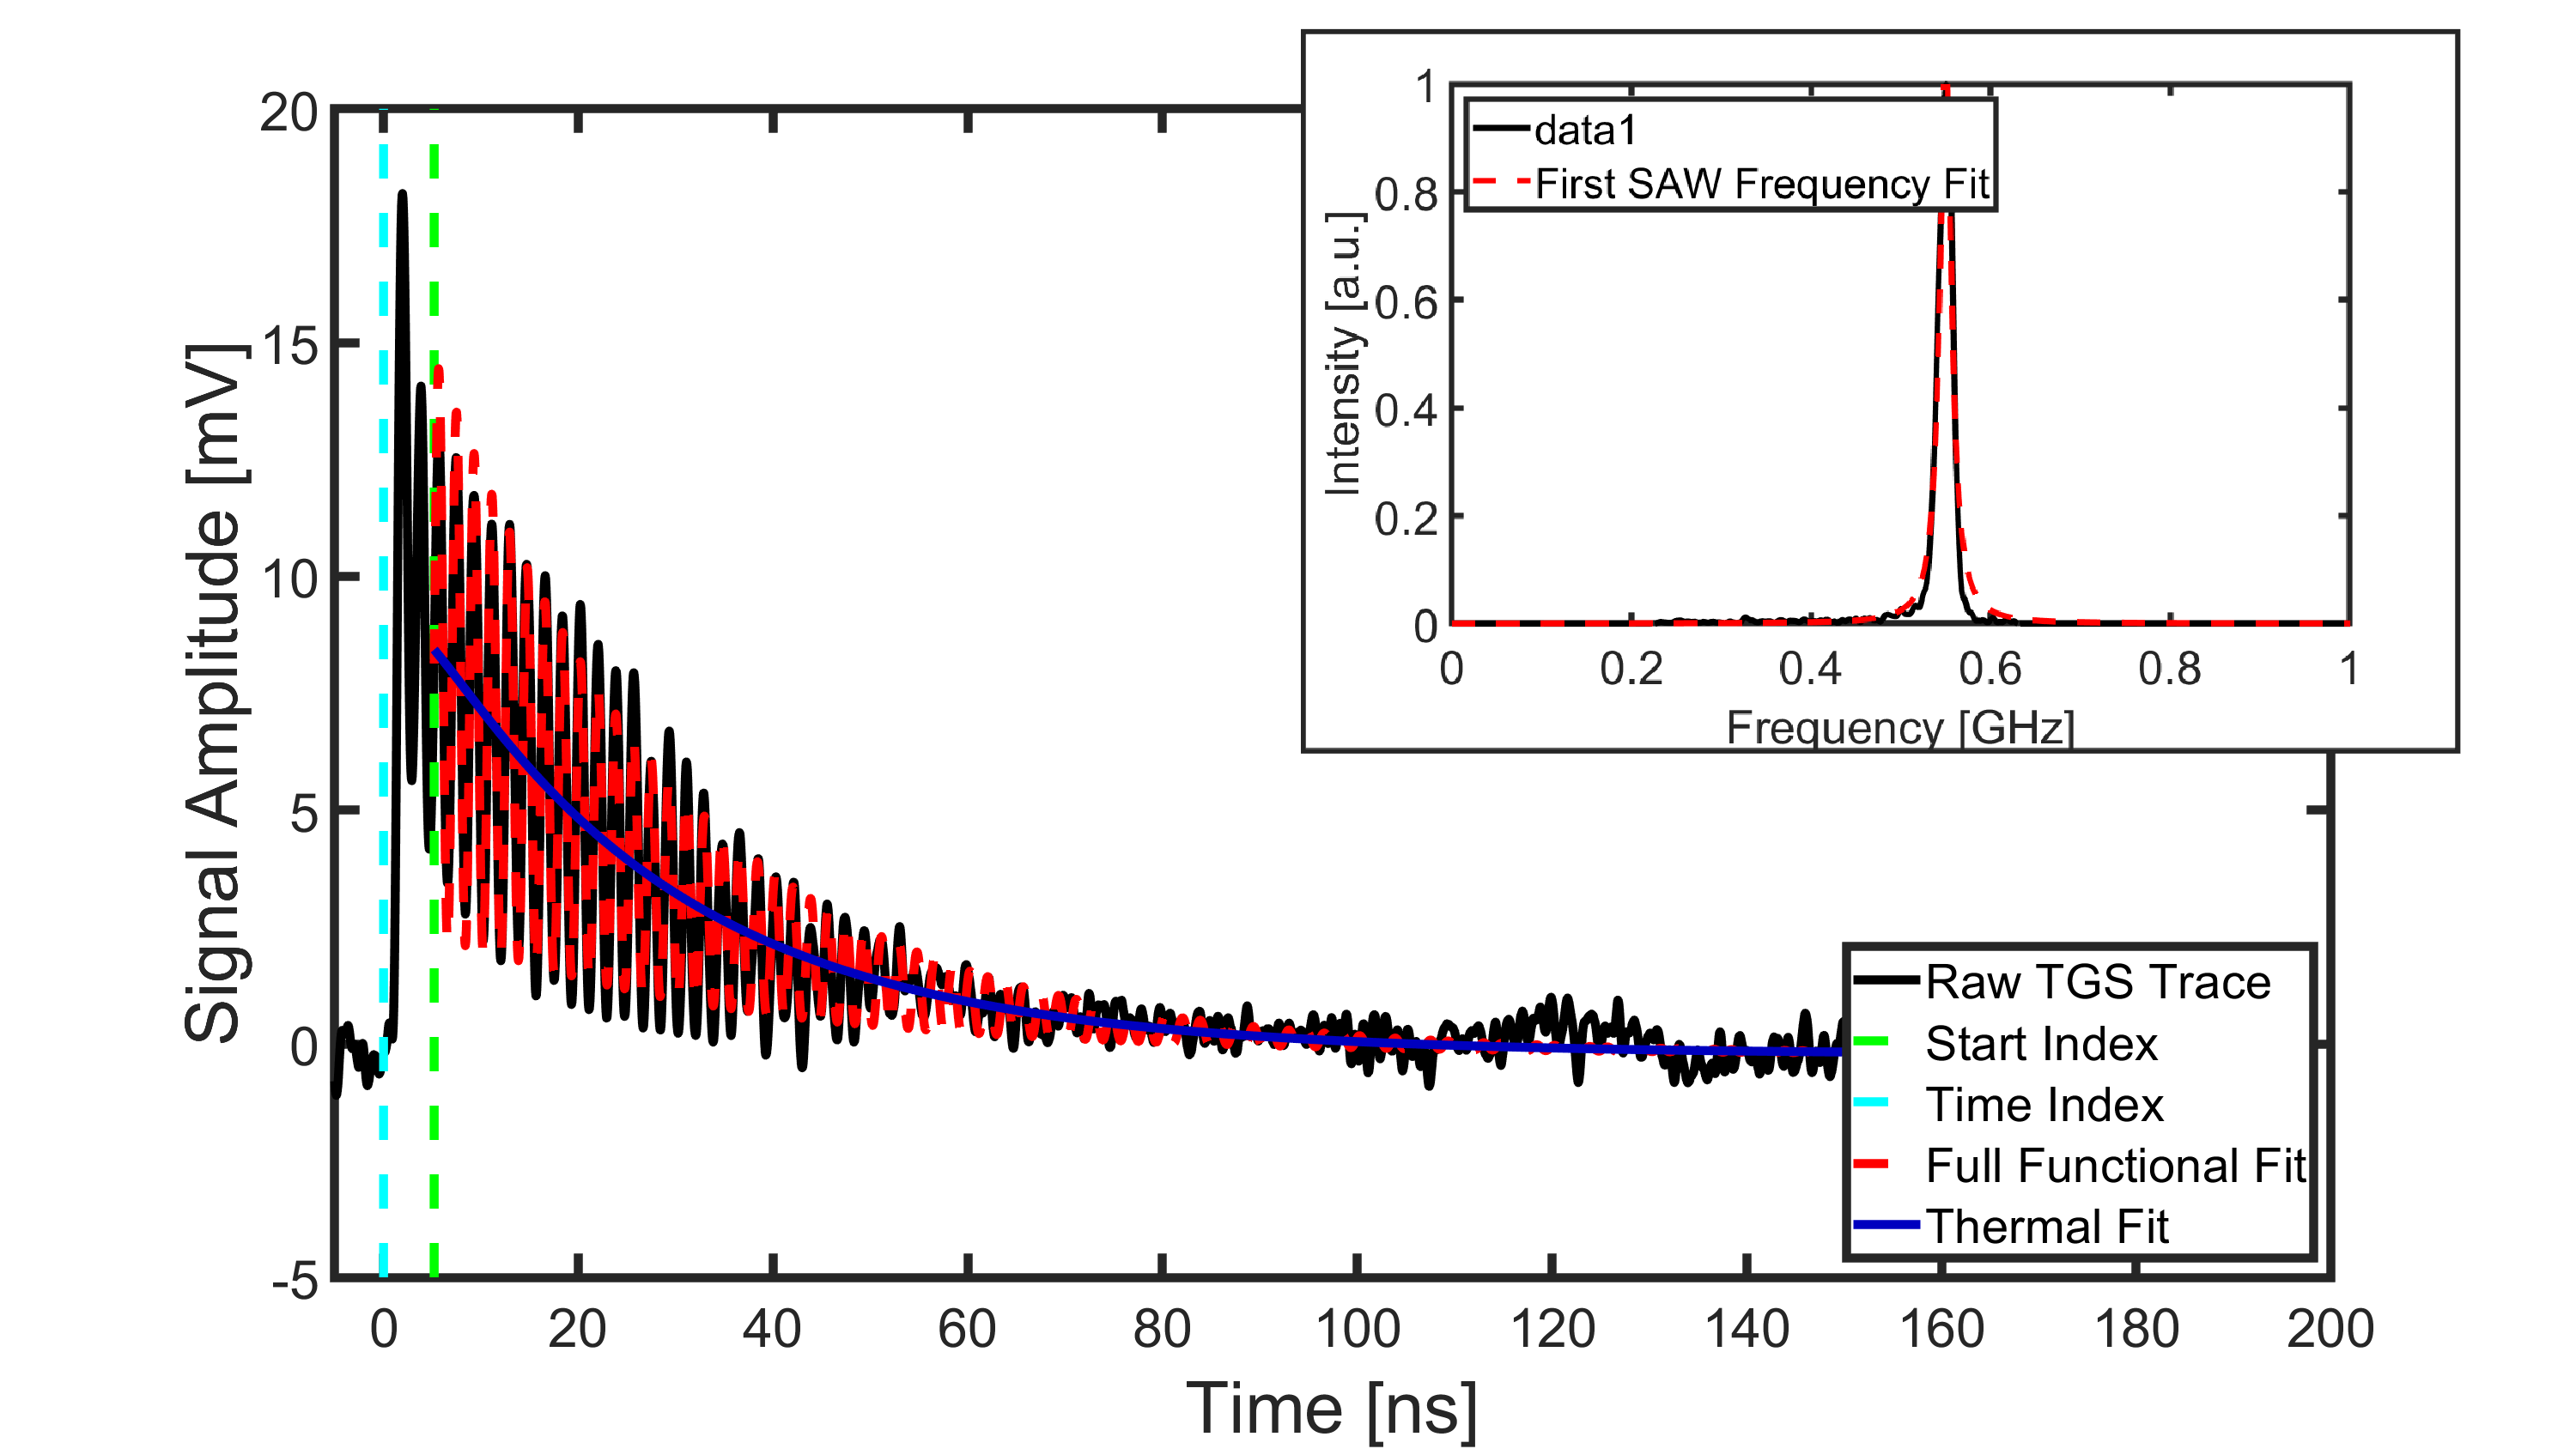 20
15
10
5
0
-5
Signal Amplitude [mV]
0
20
40
60
80
100
120
140
160
180
200
Time [ns]
1
0.8
0.6
0.4
0.2
0
Intensity [a.u.]
0
0.2
0.4
0.6
0.8
1
Frequency [GHz]
data1
First SAW Frequency Fit
Raw TGS Trace
Start Index
Time Index
Full Functional Fit
Thermal Fit